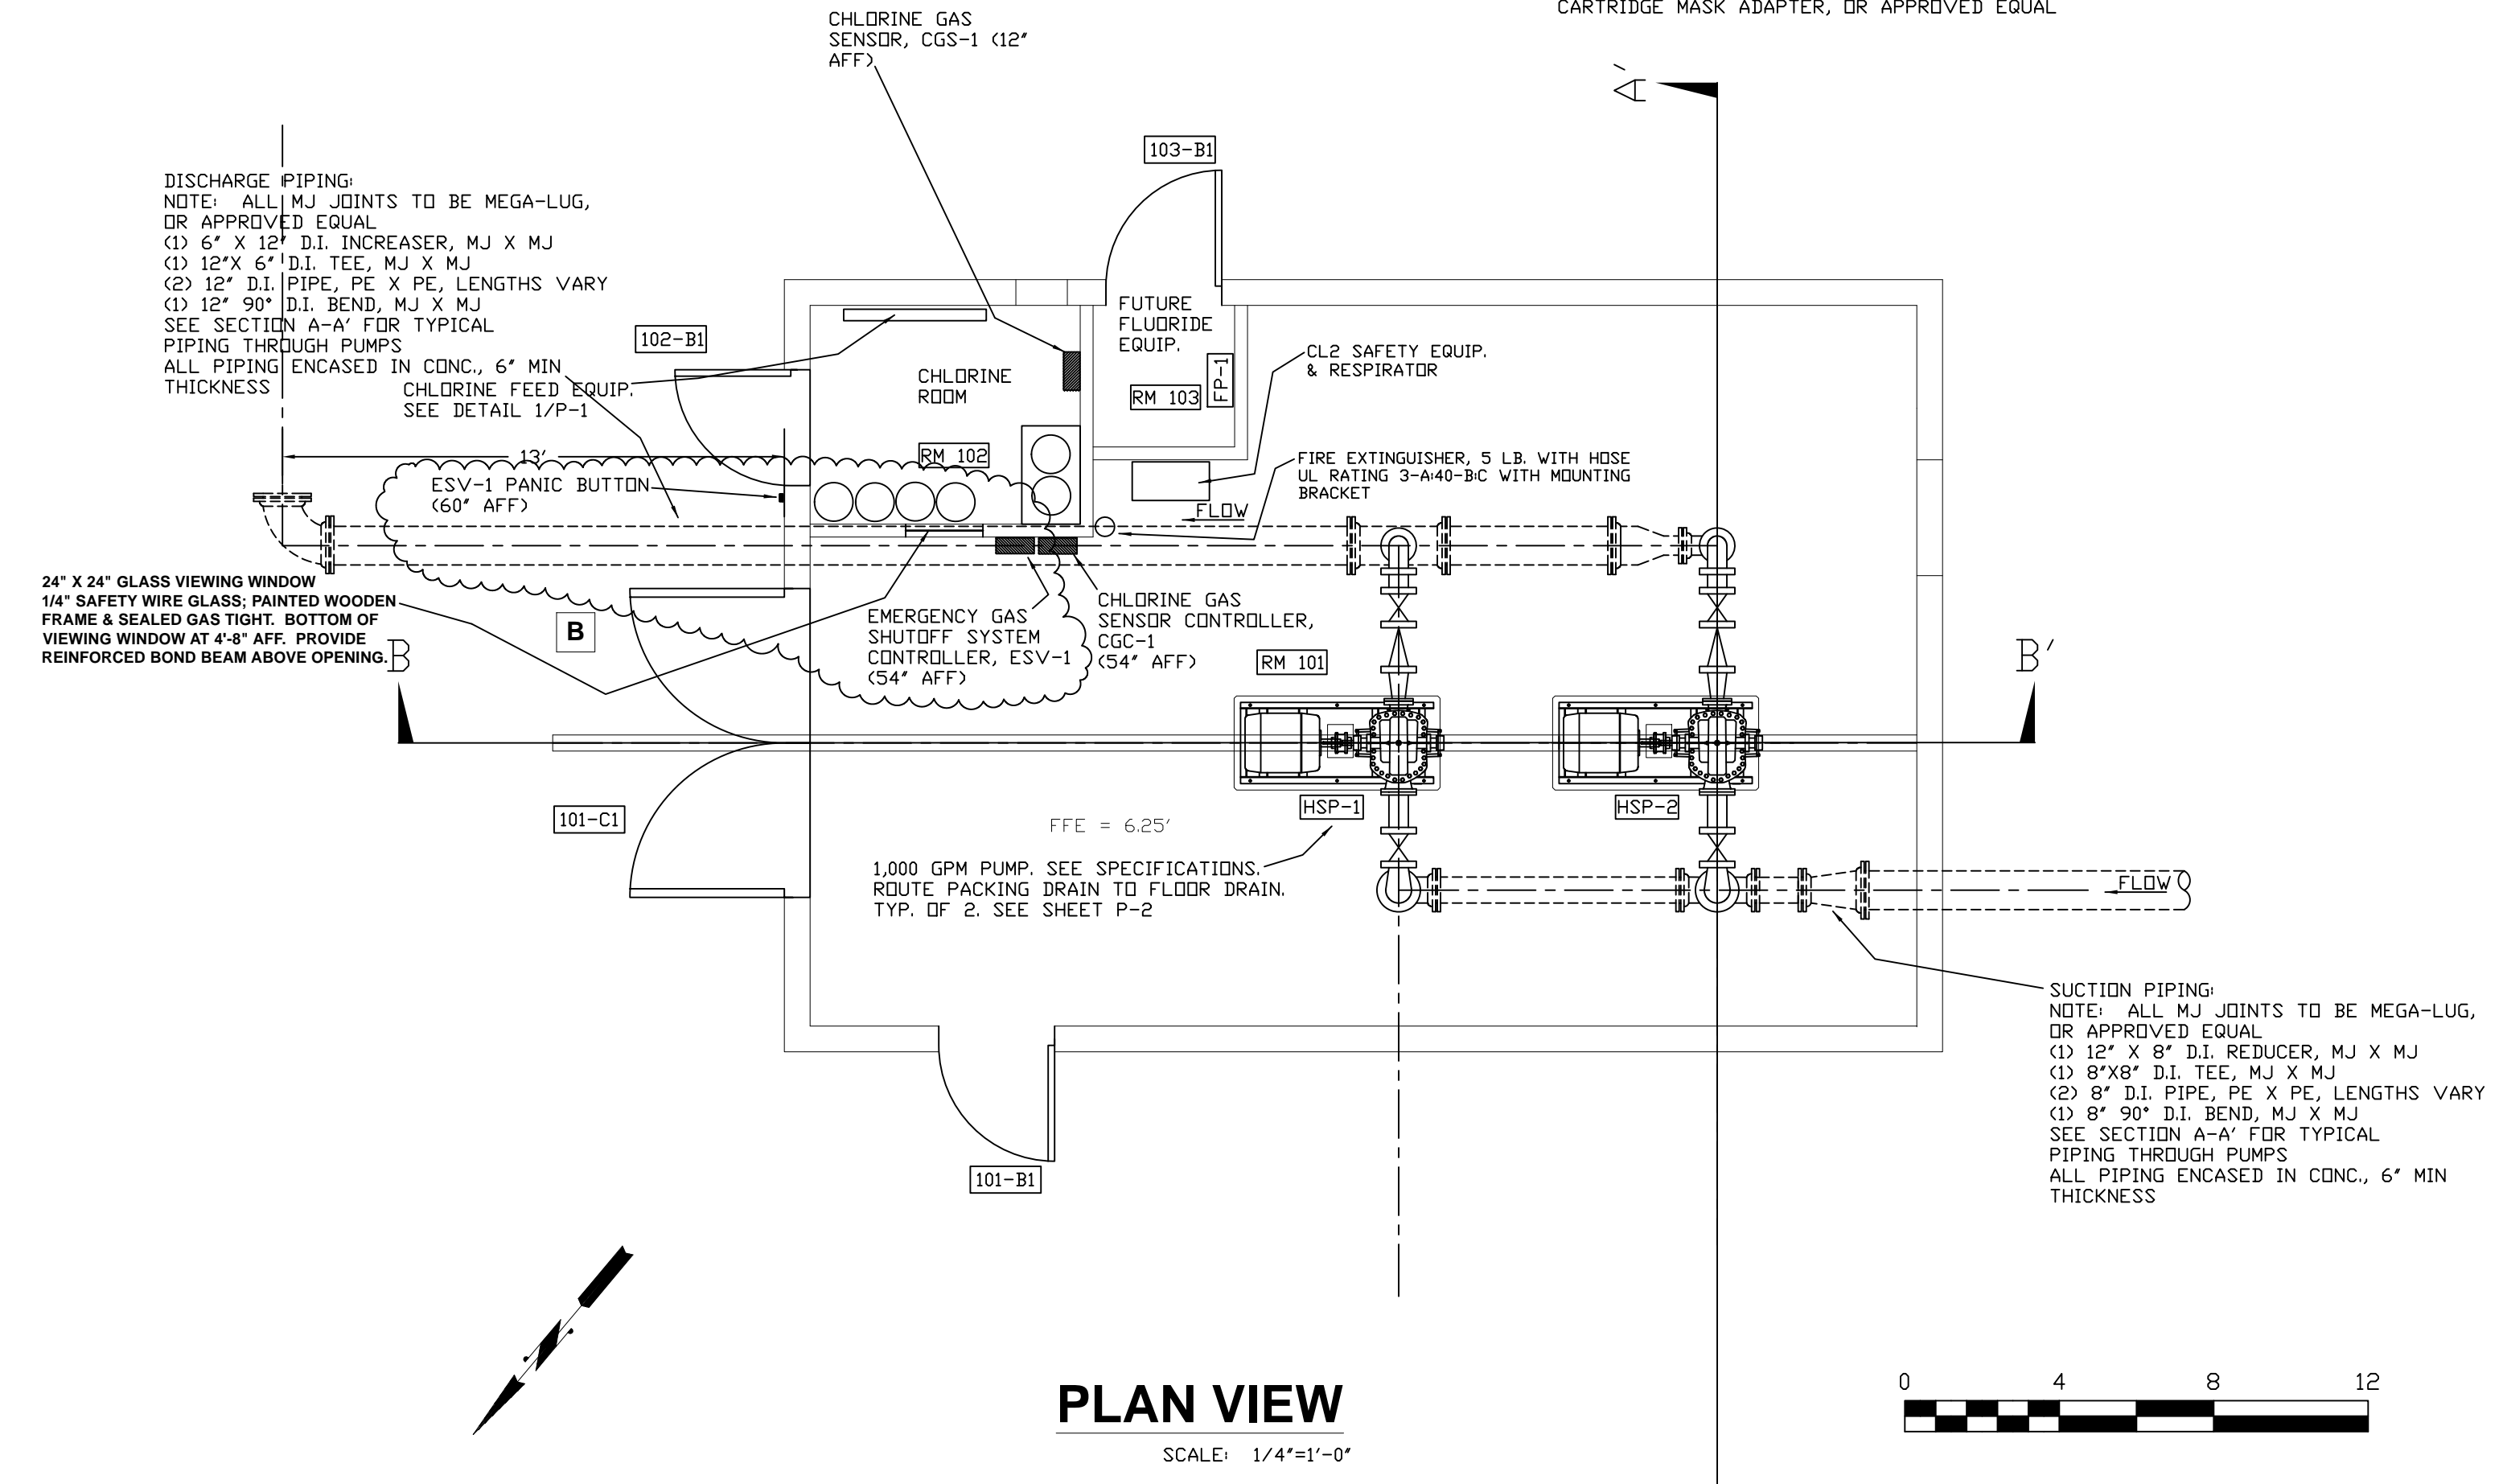 CARTRIDGE MASK ADAPTER, OR APPROVED EQUAL
CHLORINE GAS
SENSOR, CGS-1 (12"
AFF)
A'
103-B1
DISCHARGE PIPING:
NOTE: ALL MJ JOINTS TO BE MEGA-LUG,
OR APPROVED EQUAL
(1) 6" X 12" D.I. INCREASER, MJ X MJ
(1) 12"X 6" D.I. TEE, MJ X MJ
(2) 12" D.I. PIPE, PE X PE, LENGTHS VARY
(1) 12" 90° D.I. BEND, MJ X MJ
SEE SECTION A-A' FOR TYPICAL
PIPING THROUGH PUMPS
ALL PIPING ENCASED IN CONC., 6" MIN
THICKNESS
CHLORINE FEED EQUIP.
SEE DETAIL 1/P-1
102-B1
FUTURE
FLUORIDE
EQUIP.
FP-1
RM 103
CHLORINE
ROOM
RM 102
CL2 SAFETY EQUIP.
& RESPIRATOR
13'
ESV-1 PANIC BUTTON
(60" AFF)
FIRE EXTINGUISHER, 5 LB. WITH HOSE
UL RATING 3-A:40-B:C WITH MOUNTING
BRACKET
FLOW
24" X 24" GLASS VIEWING WINDOW
1/4" SAFETY WIRE GLASS; PAINTED WOODEN
FRAME & SEALED GAS TIGHT. BOTTOM OF
VIEWING WINDOW AT 4'-8" AFF. PROVIDE
REINFORCED BOND BEAM ABOVE OPENING.
B
B
EMERGENCY GAS
SHUTOFF SYSTEM
CONTROLLER, ESV-1
(54" AFF)
CHLORINE GAS
SENSOR CONTROLLER,
CGC-1
(54" AFF)
RM 101
B'
101-C1
HSP-1
HSP-2
FFE = 6.25'
1,000 GPM PUMP. SEE SPECIFICATIONS.
ROUTE PACKING DRAIN TO FLOOR DRAIN.
TYP. OF 2. SEE SHEET P-2
FLOW
SUCTION PIPING:
NOTE: ALL MJ JOINTS TO BE MEGA-LUG,
OR APPROVED EQUAL
(1) 12" X 8" D.I. REDUCER, MJ X MJ
(1) 8"X8" D.I. TEE, MJ X MJ
(2) 8" D.I. PIPE, PE X PE, LENGTHS VARY
(1) 8" 90° D.I. BEND, MJ X MJ
SEE SECTION A-A' FOR TYPICAL
PIPING THROUGH PUMPS
ALL PIPING ENCASED IN CONC., 6" MIN
THICKNESS
101-B1
PLAN VIEW
SCALE: 1/4"=1'-0"
0 4 8 12